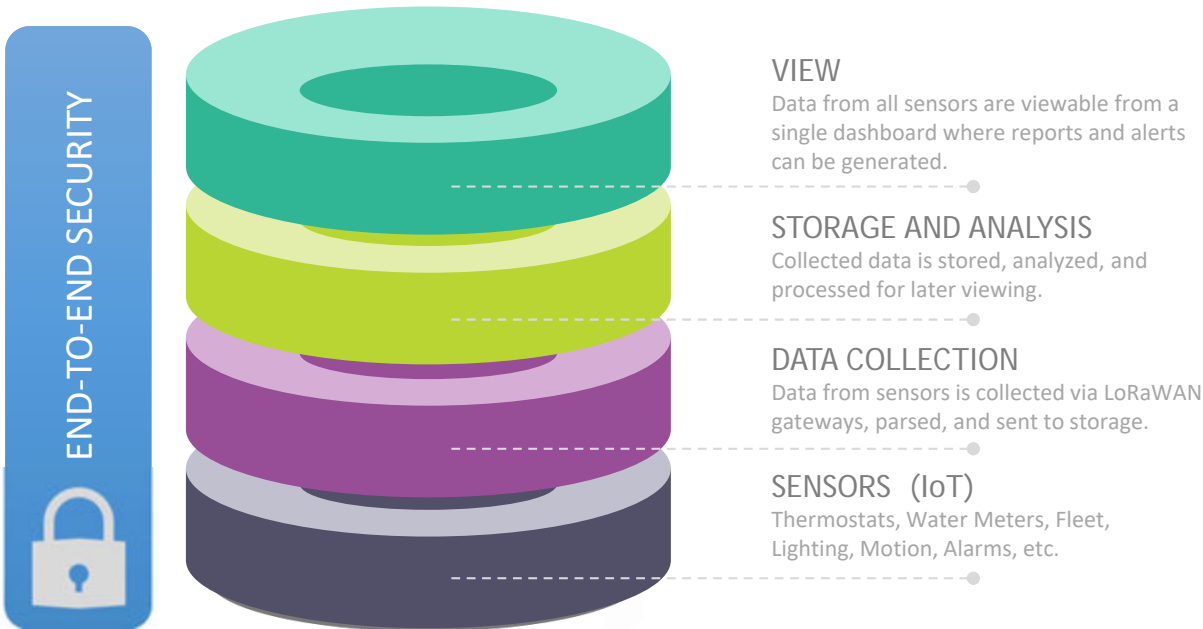 END-TO-END SECURITY
VIEW
Data from all sensors are viewable from a
single dashboard where reports and alerts
can be generated.
STORAGE AND ANALYSIS
Collected data is stored, analyzed, and
processed for later viewing.
DATA COLLECTION
Data from sensors is collected via LoRaWAN
gateways, parsed, and sent to storage.
SENSORS (IoT)
Thermostats, Water Meters, Fleet,
Lighting, Motion, Alarms, etc.